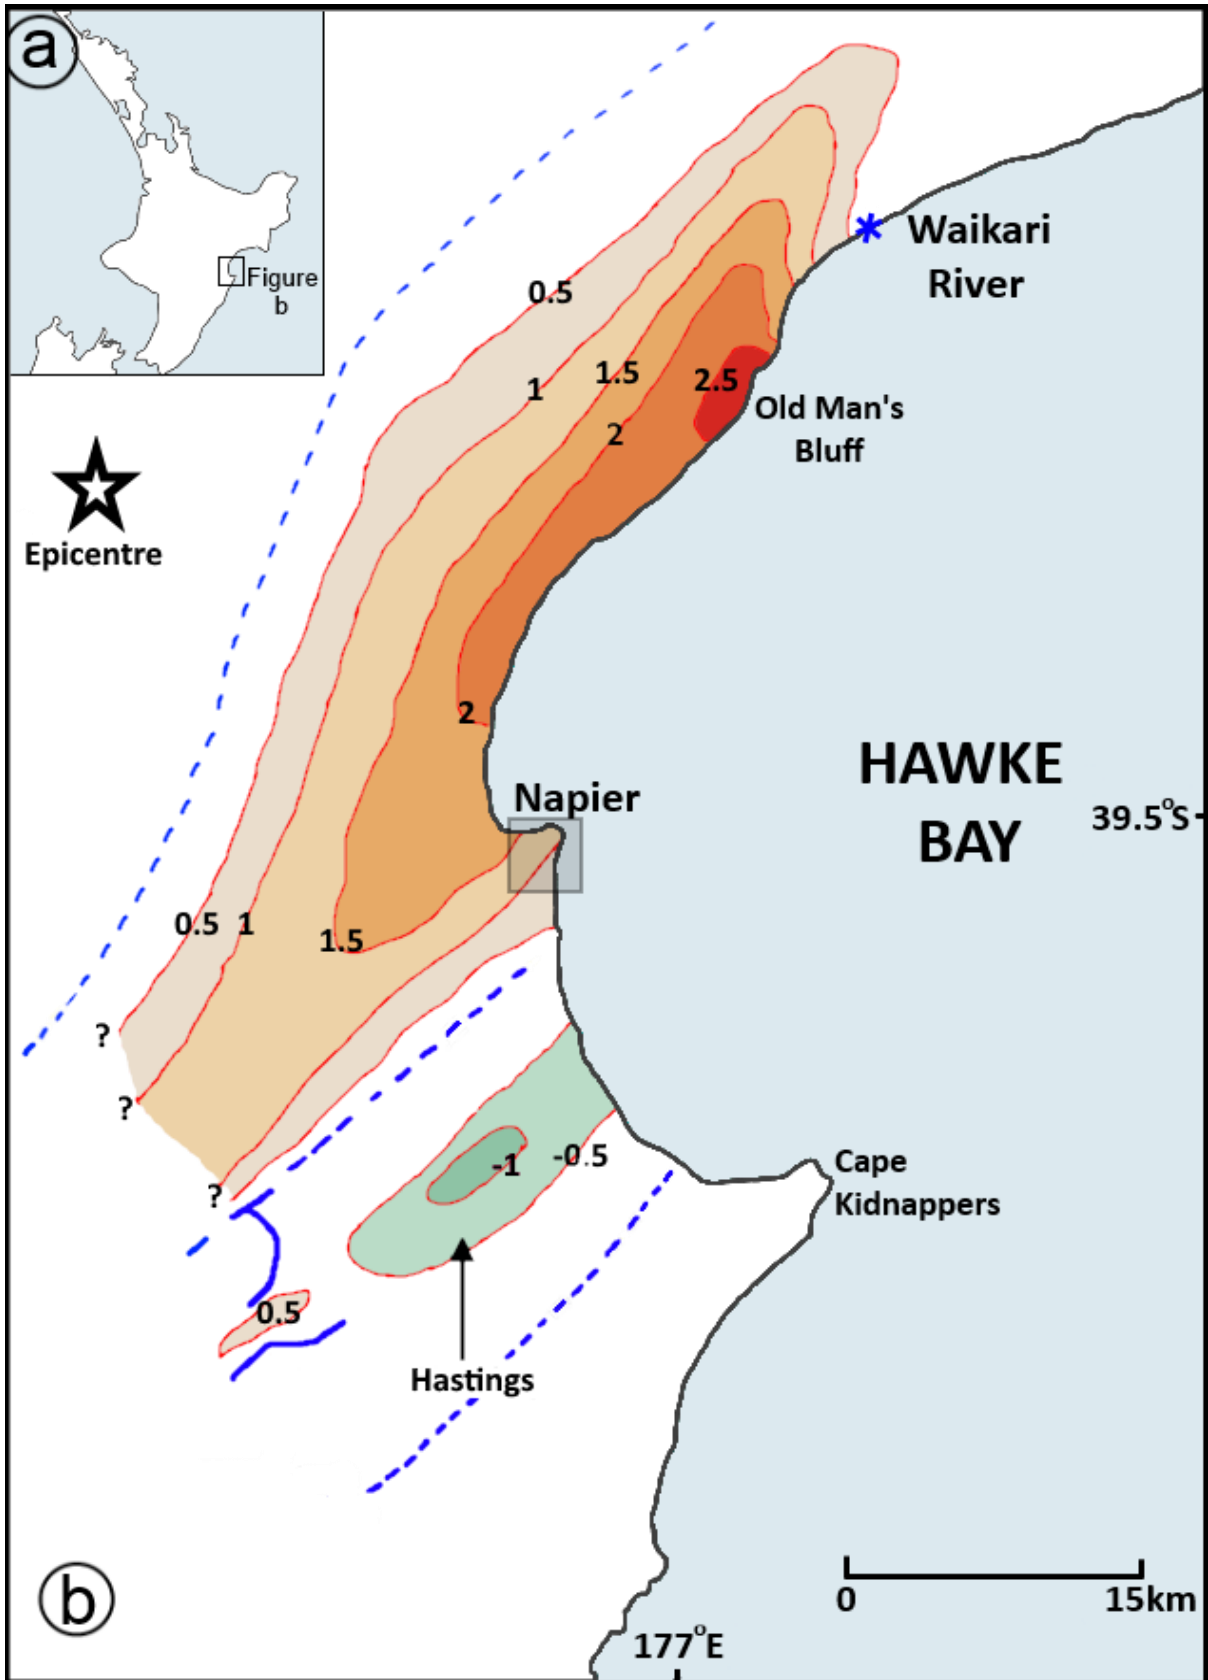 a
Figure
b
Waikari
River
0.5
1
1.5
2.5
2
Old Man's
Bluff
Epicentre
2
HAWKE
BAY
Napier
39.5°S
0.5
1
1.5
?
?
?
-1
-0.5
Cape
Kidnappers
0.5
Hastings
b
0
15km
177°E